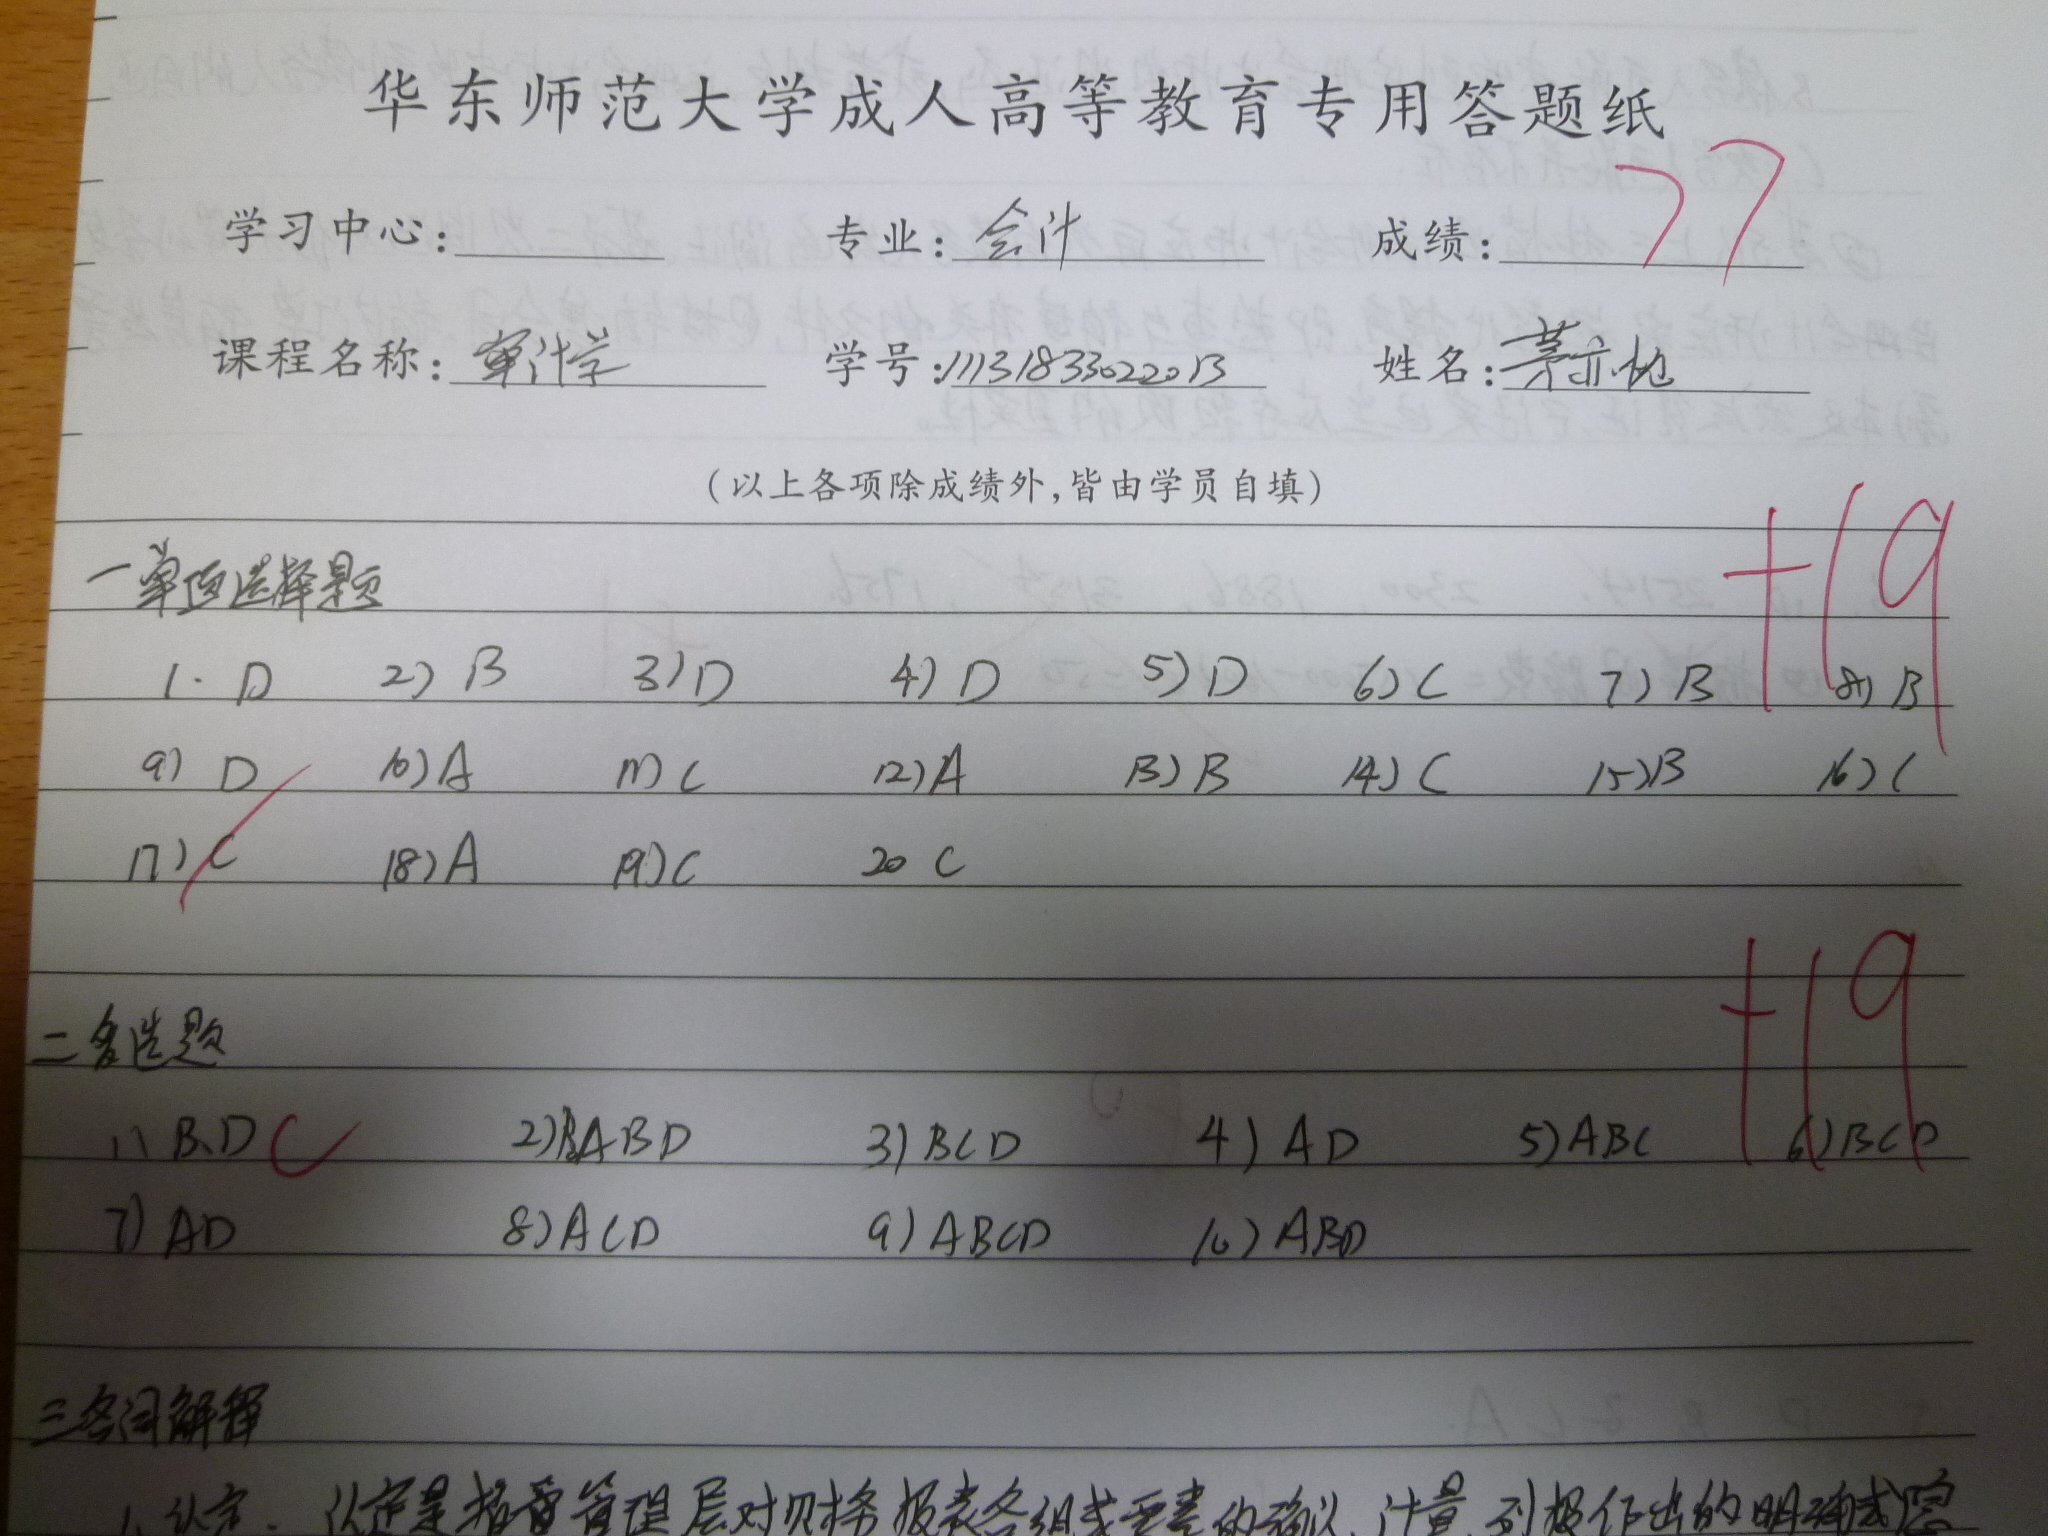 华东师范大学成人高等教育专用答题纸
学习中心: 专业: 会计 成绩: 77
课程名称: 审计学 学号: 11131833022013 姓名: 茅亦
(以上各项除成绩外,皆由学员自填)
一 单项选择题 +19
1. D 2) B 3) D 4) D 5) D 6) C 7) B 8) B
9) D 10) A 11) C 12) A 13) B 14) C 15) B 16) C
17) C 18) A 19) C 20 C
二 多选题 +19
1) B.D C 2) ABD 3) BCD 4) AD 5) ABC 6) BCD
7) AD 8) ACD 9) ABCD 10) ABD
三 名词解释
1. 认定: 认定是指管理层对财务报表各组成要素的确认、计量、列报作出的明确或